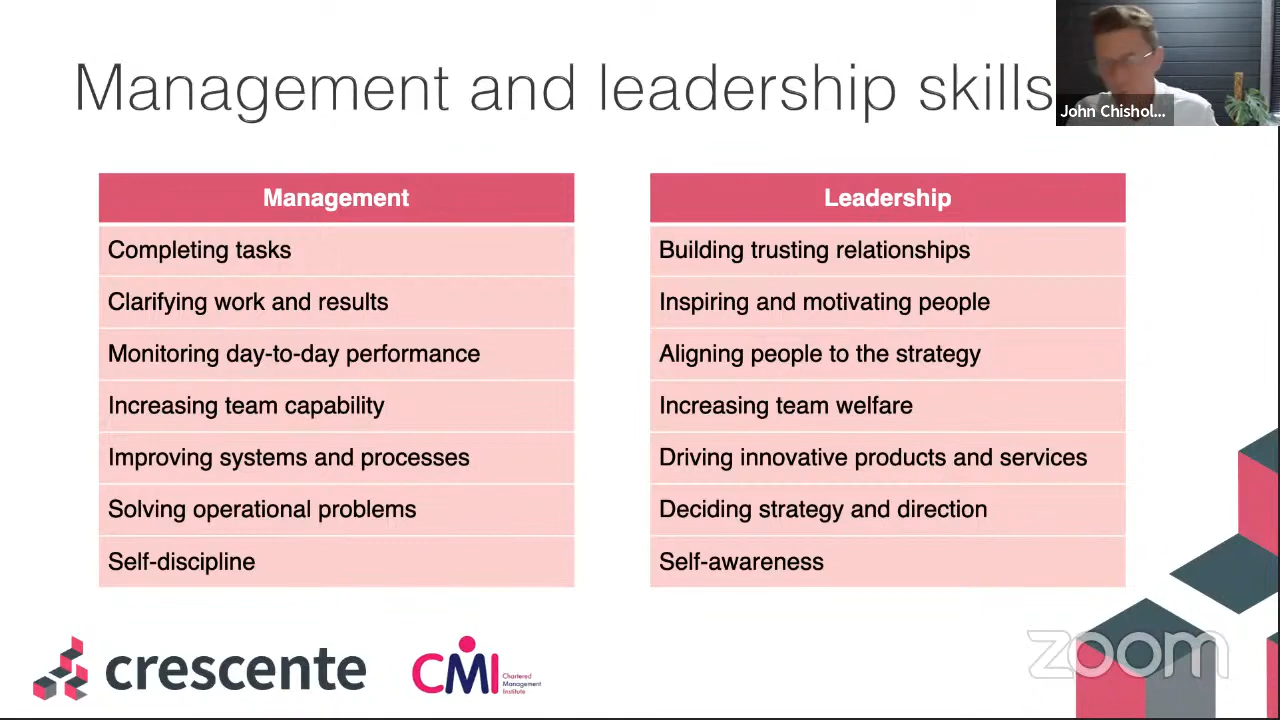 Management and leadership skills
John Chishol...
Management
Completing tasks
Clarifying work and results
Monitoring day-to-day performance
Increasing team capability
Improving systems and processes
Solving operational problems
Self-discipline
Leadership
Building trusting relationships
Inspiring and motivating people
Aligning people to the strategy
Increasing team welfare
Driving innovative products and services
Deciding strategy and direction
Self-awareness
crescente
CMI
Chartered
Management
Institute
zoom